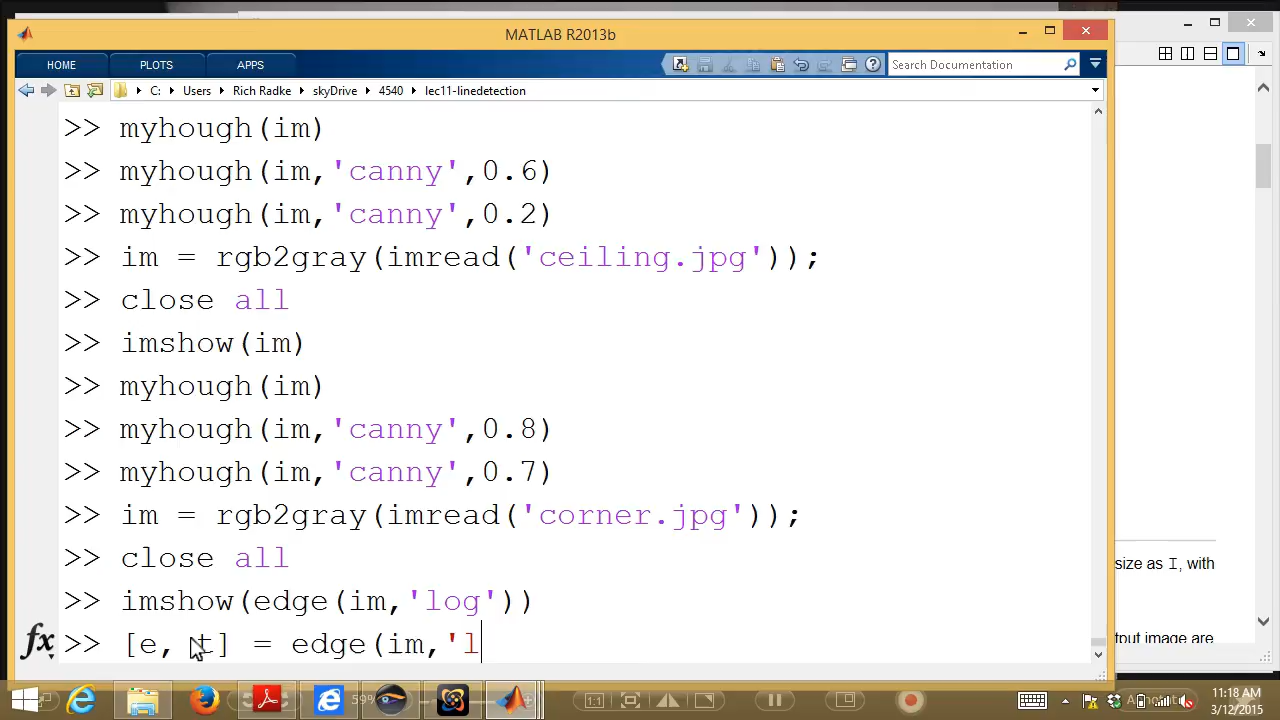 MATLAB R2013b
HOME PLOTS APPS Search Documentation
C: Users Rich Radke skyDrive 4540 lec11-linedetection
>> myhough(im)
>> myhough(im,'canny',0.6)
>> myhough(im,'canny',0.2)
>> im = rgb2gray(imread('ceiling.jpg'));
>> close all
>> imshow(im)
>> myhough(im)
>> myhough(im,'canny',0.8)
>> myhough(im,'canny',0.7)
>> im = rgb2gray(imread('corner.jpg'));
>> close all
size as I, with
>> imshow(edge(im,'log'))
fx >> [e, t] = edge(im,'l
tput image are
1:1
11:18 AM
3/12/2015